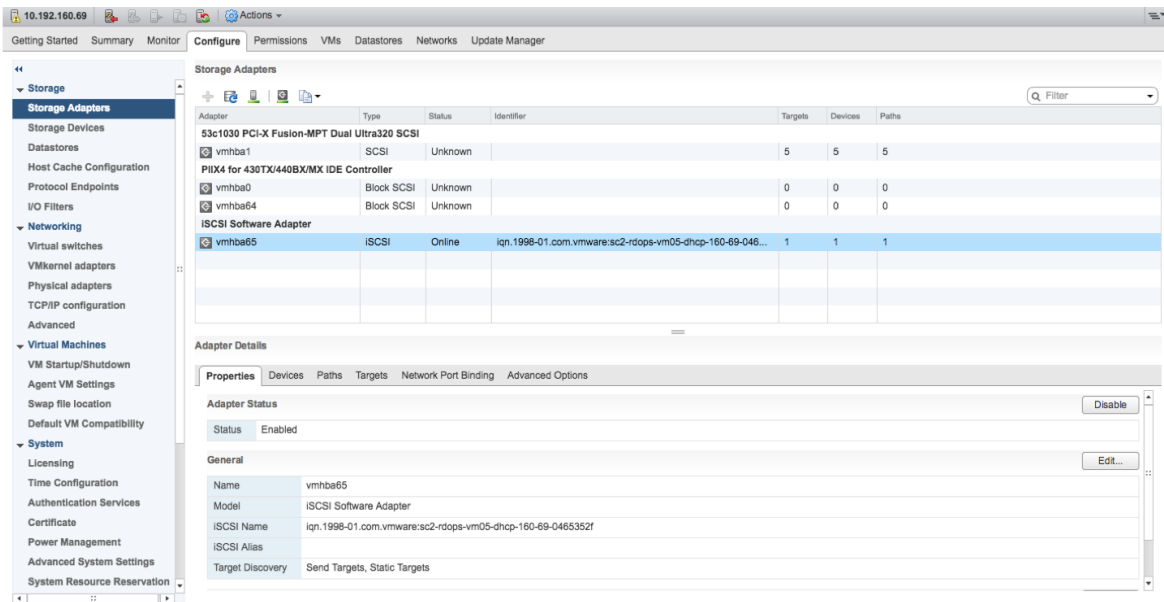 10.192.160.69 Actions
Getting Started Summary Monitor Configure Permissions VMs Datastores Networks Update Manager
Storage
Storage Adapters
Storage Devices
Datastores
Host Cache Configuration
Protocol Endpoints
I/O Filters
Networking
Virtual switches
VMkernel adapters
Physical adapters
TCP/IP configuration
Advanced
Virtual Machines
VM Startup/Shutdown
Agent VM Settings
Swap file location
Default VM Compatibility
System
Licensing
Time Configuration
Authentication Services
Certificate
Power Management
Advanced System Settings
System Resource Reservation
Storage Adapters
Filter
Adapter Type Status Identifier Targets Devices Paths
53c1030 PCI-X Fusion-MPT Dual Ultra320 SCSI
vmhba1 SCSI Unknown 5 5 5
PIIX4 for 430TX/440BX/MX IDE Controller
vmhba0 Block SCSI Unknown 0 0 0
vmhba64 Block SCSI Unknown 0 0 0
iSCSI Software Adapter
vmhba65 iSCSI Online iqn.1998-01.com.vmware:sc2-rdops-vm05-dhcp-160-69-046... 1 1 1
Adapter Details
Properties Devices Paths Targets Network Port Binding Advanced Options
Adapter Status Disable
Status Enabled
General Edit...
Name vmhba65
Model iSCSI Software Adapter
iSCSI Name iqn.1998-01.com.vmware:sc2-rdops-vm05-dhcp-160-69-0465352f
iSCSI Alias
Target Discovery Send Targets, Static Targets